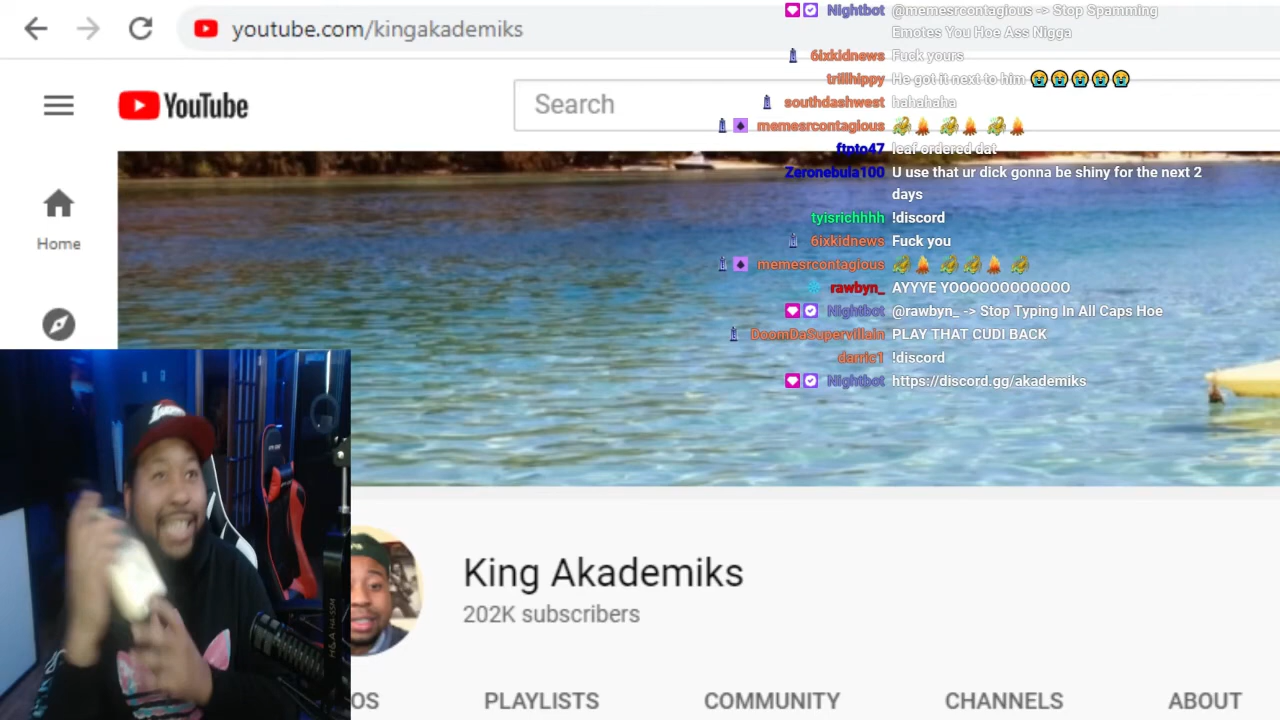 youtube.com/kingakademiks
YouTube
Search
Home
Nightbot @memesrcontagious -> Stop Spamming
Emotes You Hoe Ass Nigga
6ixkidnews Fuck yours
trillhippy He got it next to him 😭😭😭😭😭
southdashwest hahahaha
memesrcontagious
ftpto47 leaf ordered dat
Zeronebula100 U use that ur dick gonna be shiny for the next 2
days
tyisrichhhh !discord
6ixkidnews Fuck you
memesrcontagious
rawbyn_ AYYYE YOOOOOOOOOOOO
Nightbot @rawbyn_ -> Stop Typing In All Caps Hoe
DoomDaSupervillain PLAY THAT CUDI BACK
darric1 !discord
Nightbot https://discord.gg/akademiks
King Akademiks
202K subscribers
OS PLAYLISTS COMMUNITY CHANNELS ABOUT